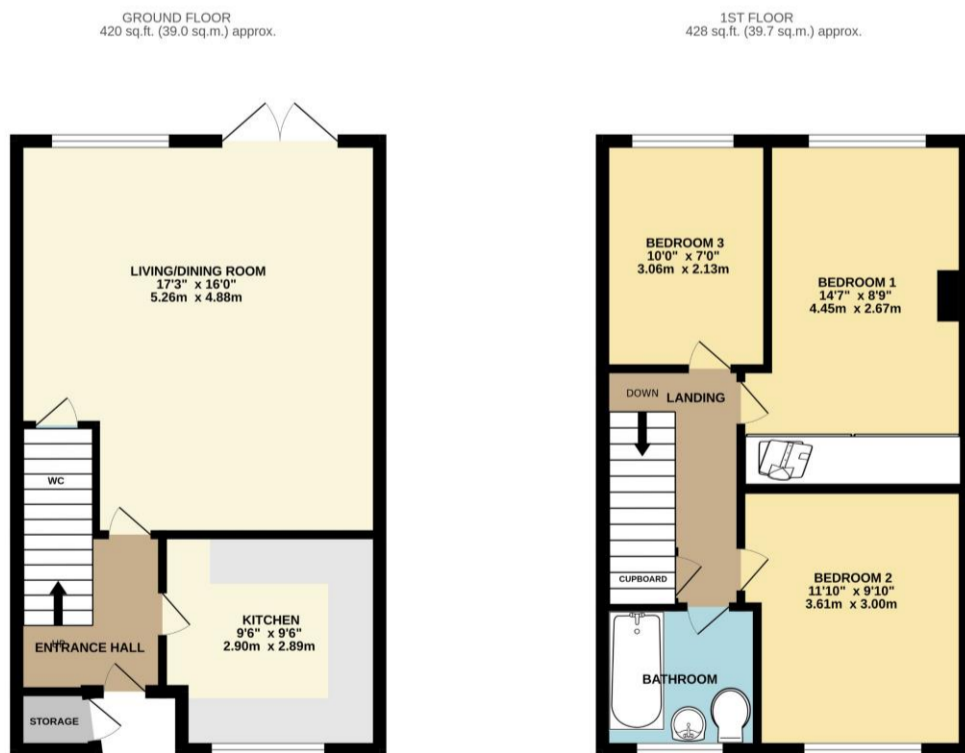 GROUND FLOOR
420 sq.ft. (39.0 sq.m.) approx.
LIVING/DINING ROOM
17'3" x 16'0"
5.26m x 4.88m
WC
UP
ENTRANCE HALL
KITCHEN
9'6" x 9'6"
2.90m x 2.89m
STORAGE
1ST FLOOR
428 sq.ft. (39.7 sq.m.) approx.
BEDROOM 3
10'0" x 7'0"
3.06m x 2.13m
BEDROOM 1
14'7" x 8'9"
4.45m x 2.67m
DOWN
LANDING
CUPBOARD
BEDROOM 2
11'10" x 9'10"
3.61m x 3.00m
BATHROOM